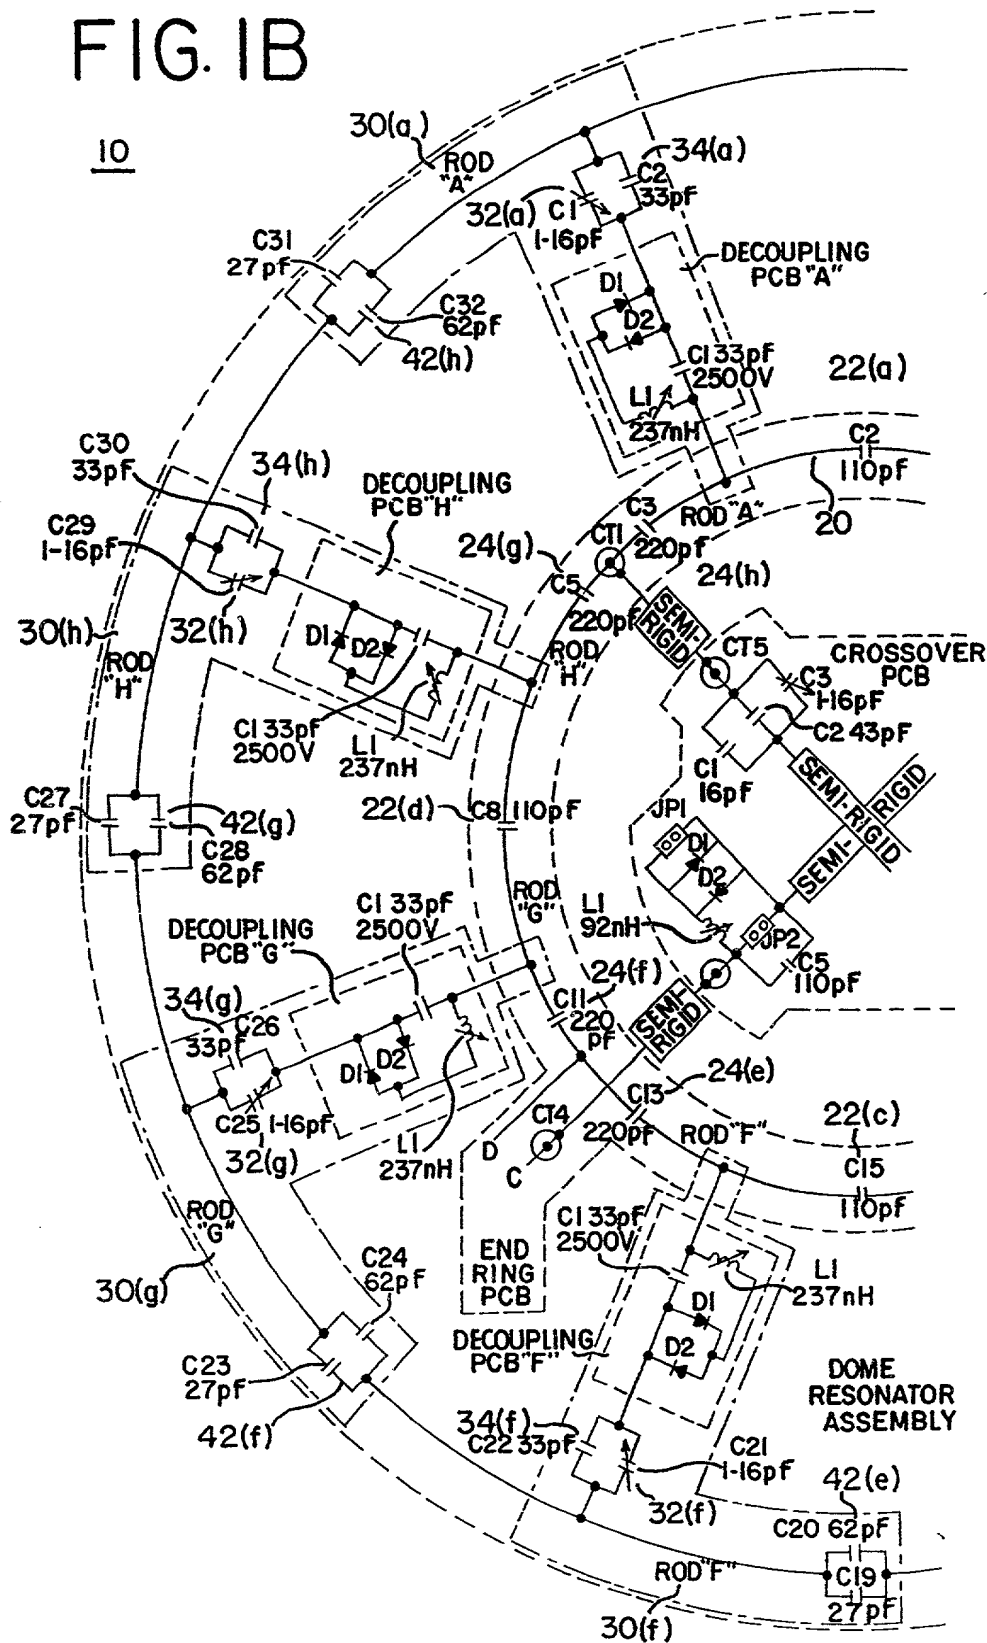 FIG. 1B
10
30(a)
ROD
"A"
34(a)
C2
33pf
32(a)
C1
1-16pf
DECOUPLING
PCB "A"
C31
27pf
C32
62pf
42(h)
D1
D2
C1 33pf
2500V
L1
237nH
22(a)
C2
110pf
20
C30
33pf
34(h)
DECOUPLING
PCB "H"
C29
1-16pf
32(h)
30(h)
ROD
"H"
D1
D2
C1 33pf
2500V
L1
237nH
C3
220pf
ROD "A"
CT1
24(g)
24(h)
C5
220pf
ROD
"H"
SEMI-
RIGID
CT5
CROSSOVER
PCB
C3
1-16pF
C2 43pF
C1
16pf
SEMI-RIGID
SEMI-RIGID
C27
27pf
42(g)
C28
62pf
22(d)
C8 110pf
JP1
D1
D2
L1
92nH
JP2
C5
110pf
ROD
"G"
C1 33pf
2500V
DECOUPLING
PCB "G"
34(g)
C26
33pf
C25 1-16pf
32(g)
D1
D2
L1
237nH
24(f)
C11
220
pf
SEMI-
RIGID
24(e)
C13
220pf
CT4
D
C
ROD "F"
22(c)
C15
110pf
ROD
"G"
30(g)
C24
62pf
C23
27pf
42(f)
END
RING
PCB
C1 33pf
2500V
L1
237nH
D1
D2
DECOUPLING
PCB "F"
DOME
RESONATOR
ASSEMBLY
34(f)
C22 33pf
C21
1-16pf
32(f)
42(e)
C20 62pf
C19
27pf
ROD "F"
30(f)